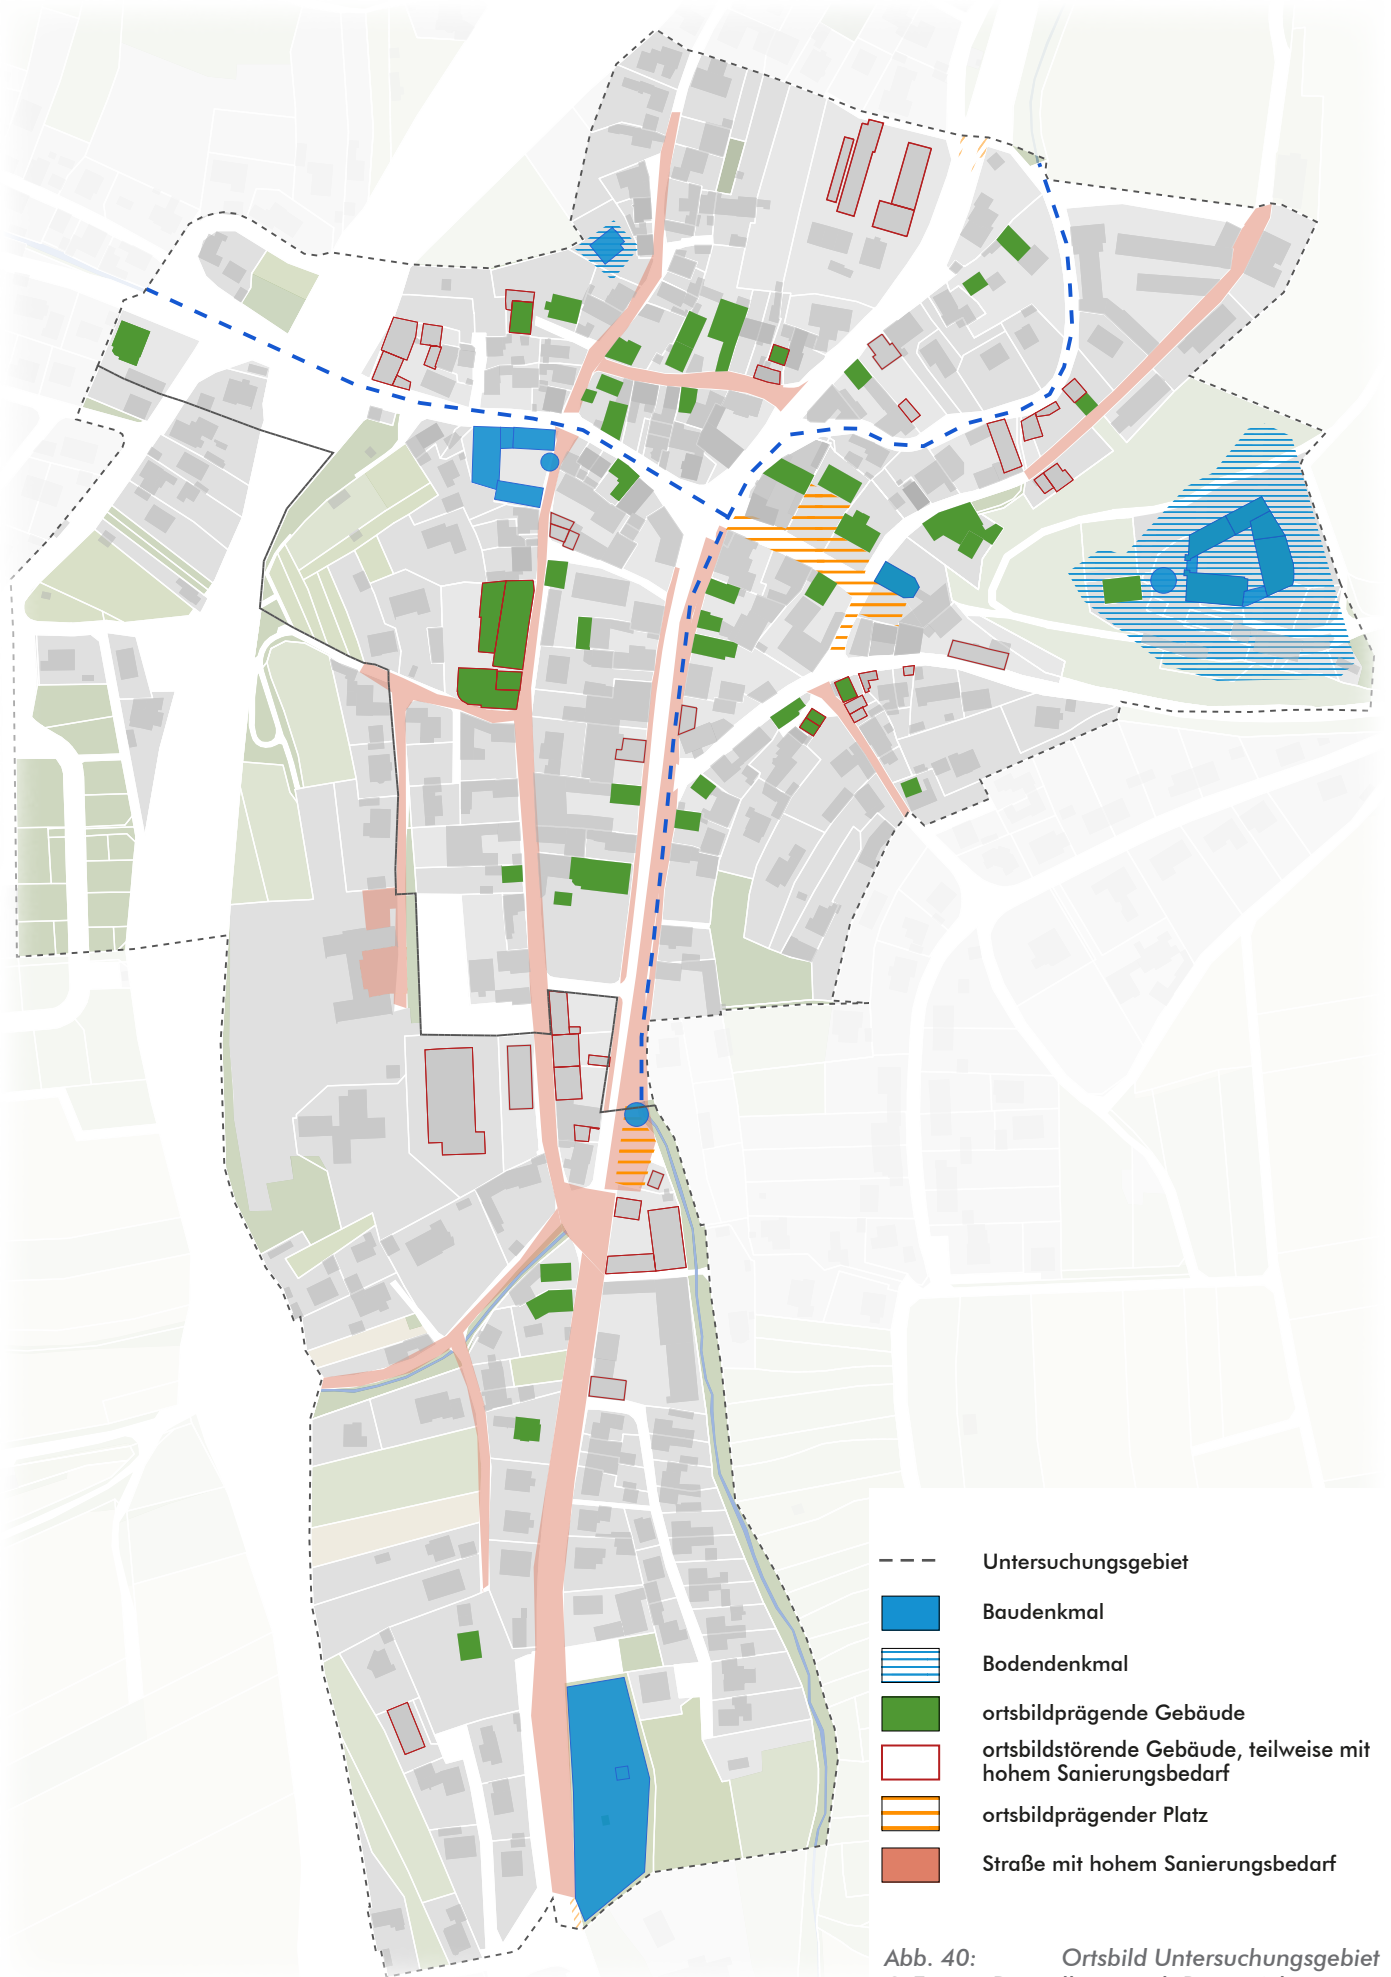 Untersuchungsgebiet
Baudenkmal
Bodendenkmal
ortsbildprägende Gebäude
ortsbildstörende Gebäude, teilweise mit
hohem Sanierungsbedarf
ortsbildprägender Platz
Straße mit hohem Sanierungsbedarf
Abb. 40: Ortsbild Untersuchungsgebiet